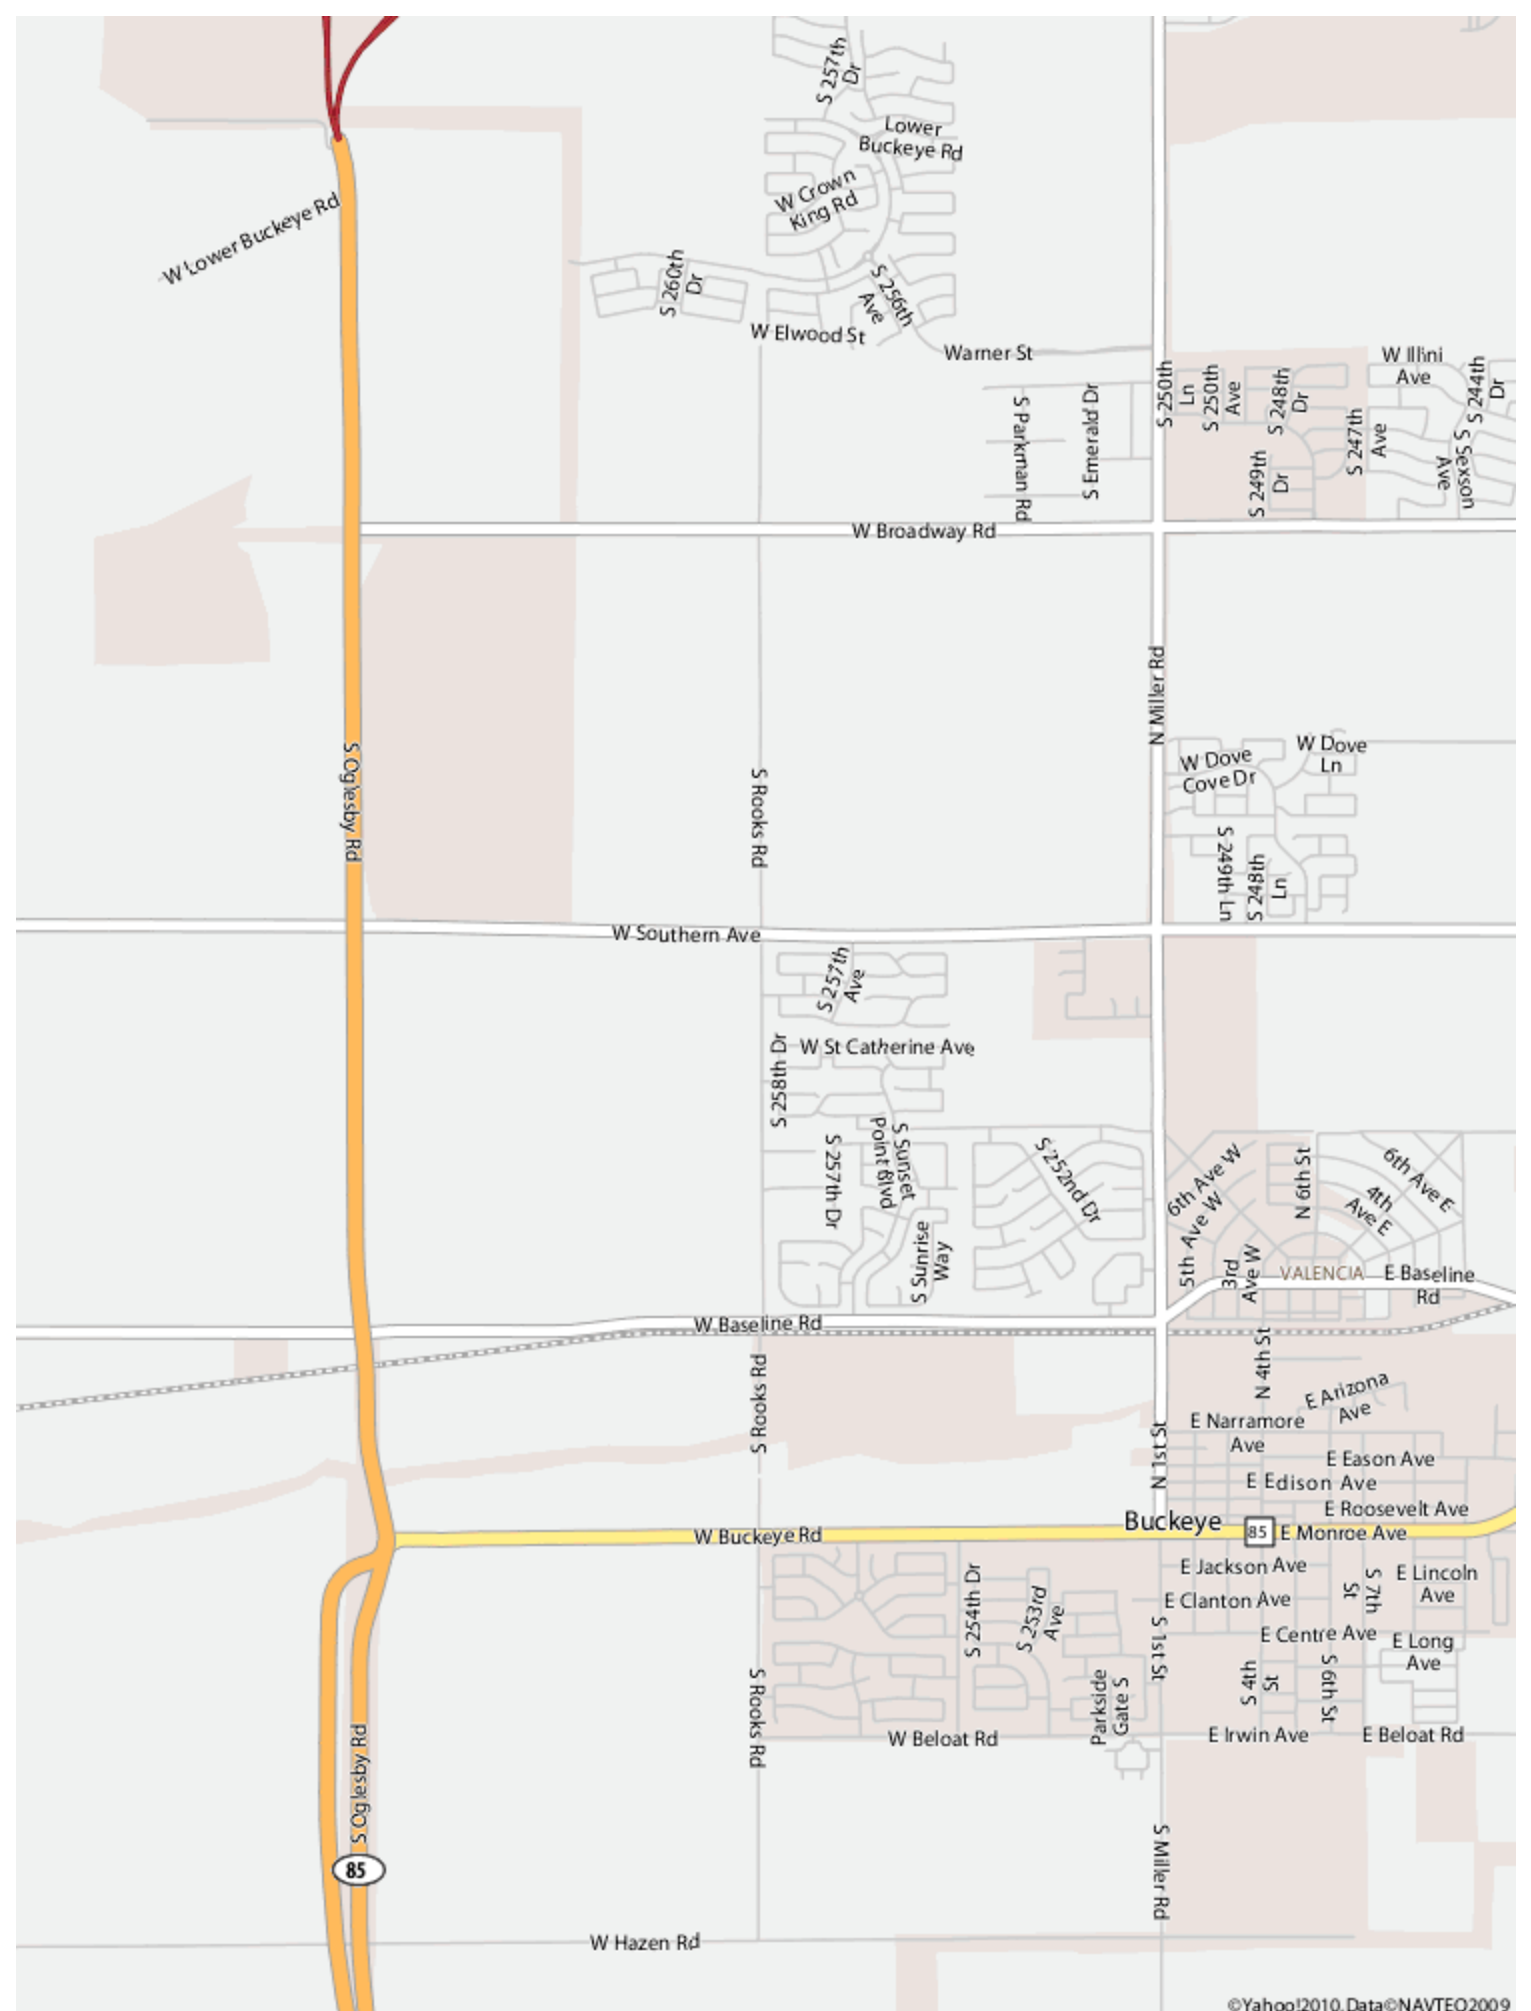 S 257th
Dr
Lower
Buckeye Rd
W Crown
King Rd
W Lower Buckeye Rd
S 260th
Dr
S 256th
Ave
W Elwood St
Warner St
S 250th
Ln
S 250th
Ave
S 248th
Dr
W Illini
Ave
S 244th
Dr
S Parkman Rd
S Emerald Dr
S 249th
Dr
S 247th
Ave
S Sexson
Ave
W Broadway Rd
N Miller Rd
S Oglesby Rd
S Rooks Rd
W Dove
Cove Dr
W Dove
Ln
S 249th Ln
S 248th
Ln
W Southern Ave
S 257th
Ave
W St Catherine Ave
S 258th Dr
S 257th Dr
S Sunset
Point Blvd
S 252nd Dr
S Sunrise
Way
6th Ave W
5th Ave W
3rd
Ave W
N 6th St
6th Ave E
4th
Ave E
VALENCIA
E Baseline
Rd
W Baseline Rd
N 4th St
S Rooks Rd
E Arizona
Ave
E Narramore
Ave
N 1st St
E Eason Ave
E Edison Ave
E Roosevelt Ave
Buckeye
85
E Monroe Ave
W Buckeye Rd
E Jackson Ave
E Lincoln
Ave
S 7th
St
E Clanton Ave
S 254th Dr
S 253rd
Ave
S 1st St
E Centre Ave
E Long
Ave
S 4th
St
S 6th St
Parkside
Gate S
S Rooks Rd
W Beloat Rd
E Irwin Ave
E Beloat Rd
S Oglesby Rd
85
S Miller Rd
W Hazen Rd
©Yahoo!2010, Data©NAVTEQ2009